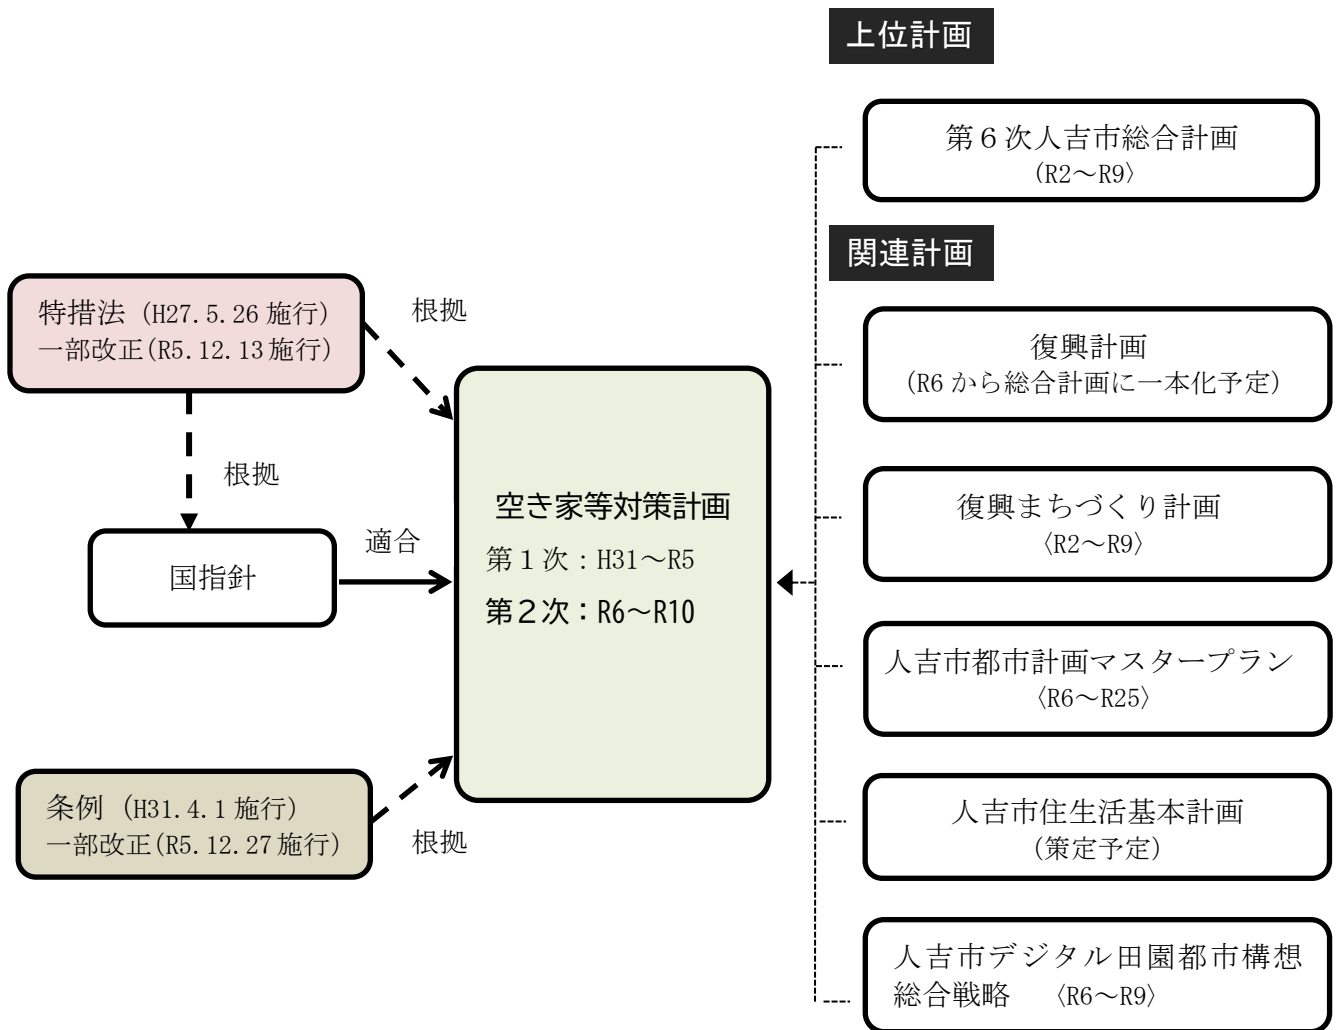 上位計画
第６次人吉市総合計画
(R2～R9〉
関連計画
特措法（H27.5.26施行）
一部改正(R5.12.13施行)
根拠
復興計画
(R6から総合計画に一本化予定)
根拠
復興まちづくり計画
〈R2～R9〉
空き家等対策計画
第１次：H31～R5
第２次：R6～R10
適合
国指針
人吉市都市計画マスタープラン
〈R6～R25〉
条例（H31.4.1施行）
一部改正(R5.12.27施行)
根拠
人吉市住生活基本計画
(策定予定)
人吉市デジタル田園都市構想
総合戦略　〈R6～R9〉